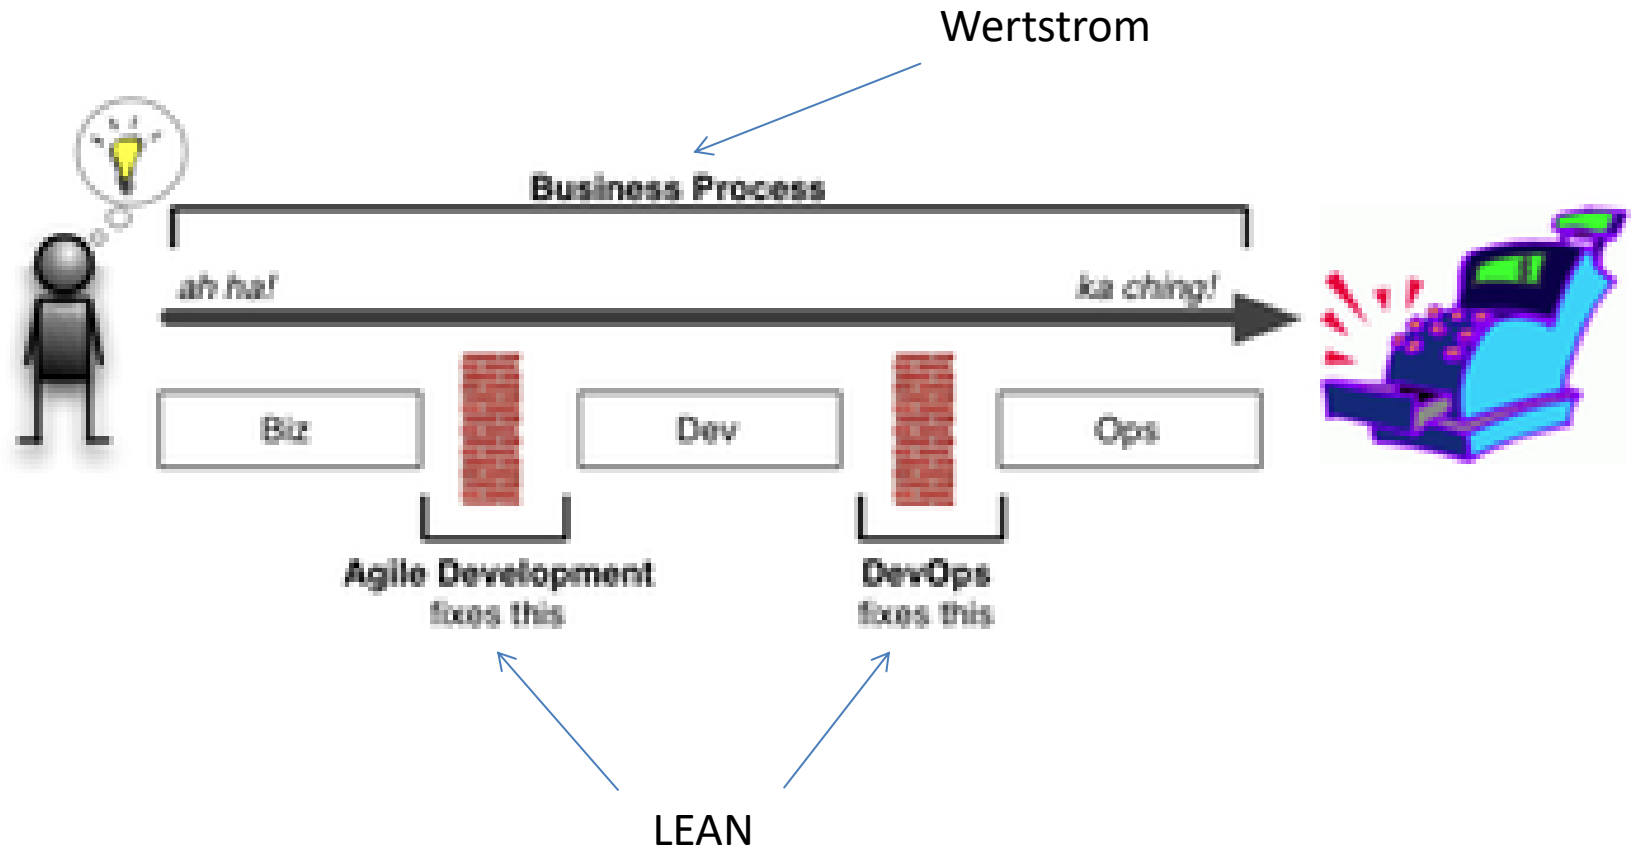 Wertstrom
Business Process
ah ha!
ka ching!
Biz
Dev
Ops
Agile Development
fixes this
DevOps
fixes this
LEAN